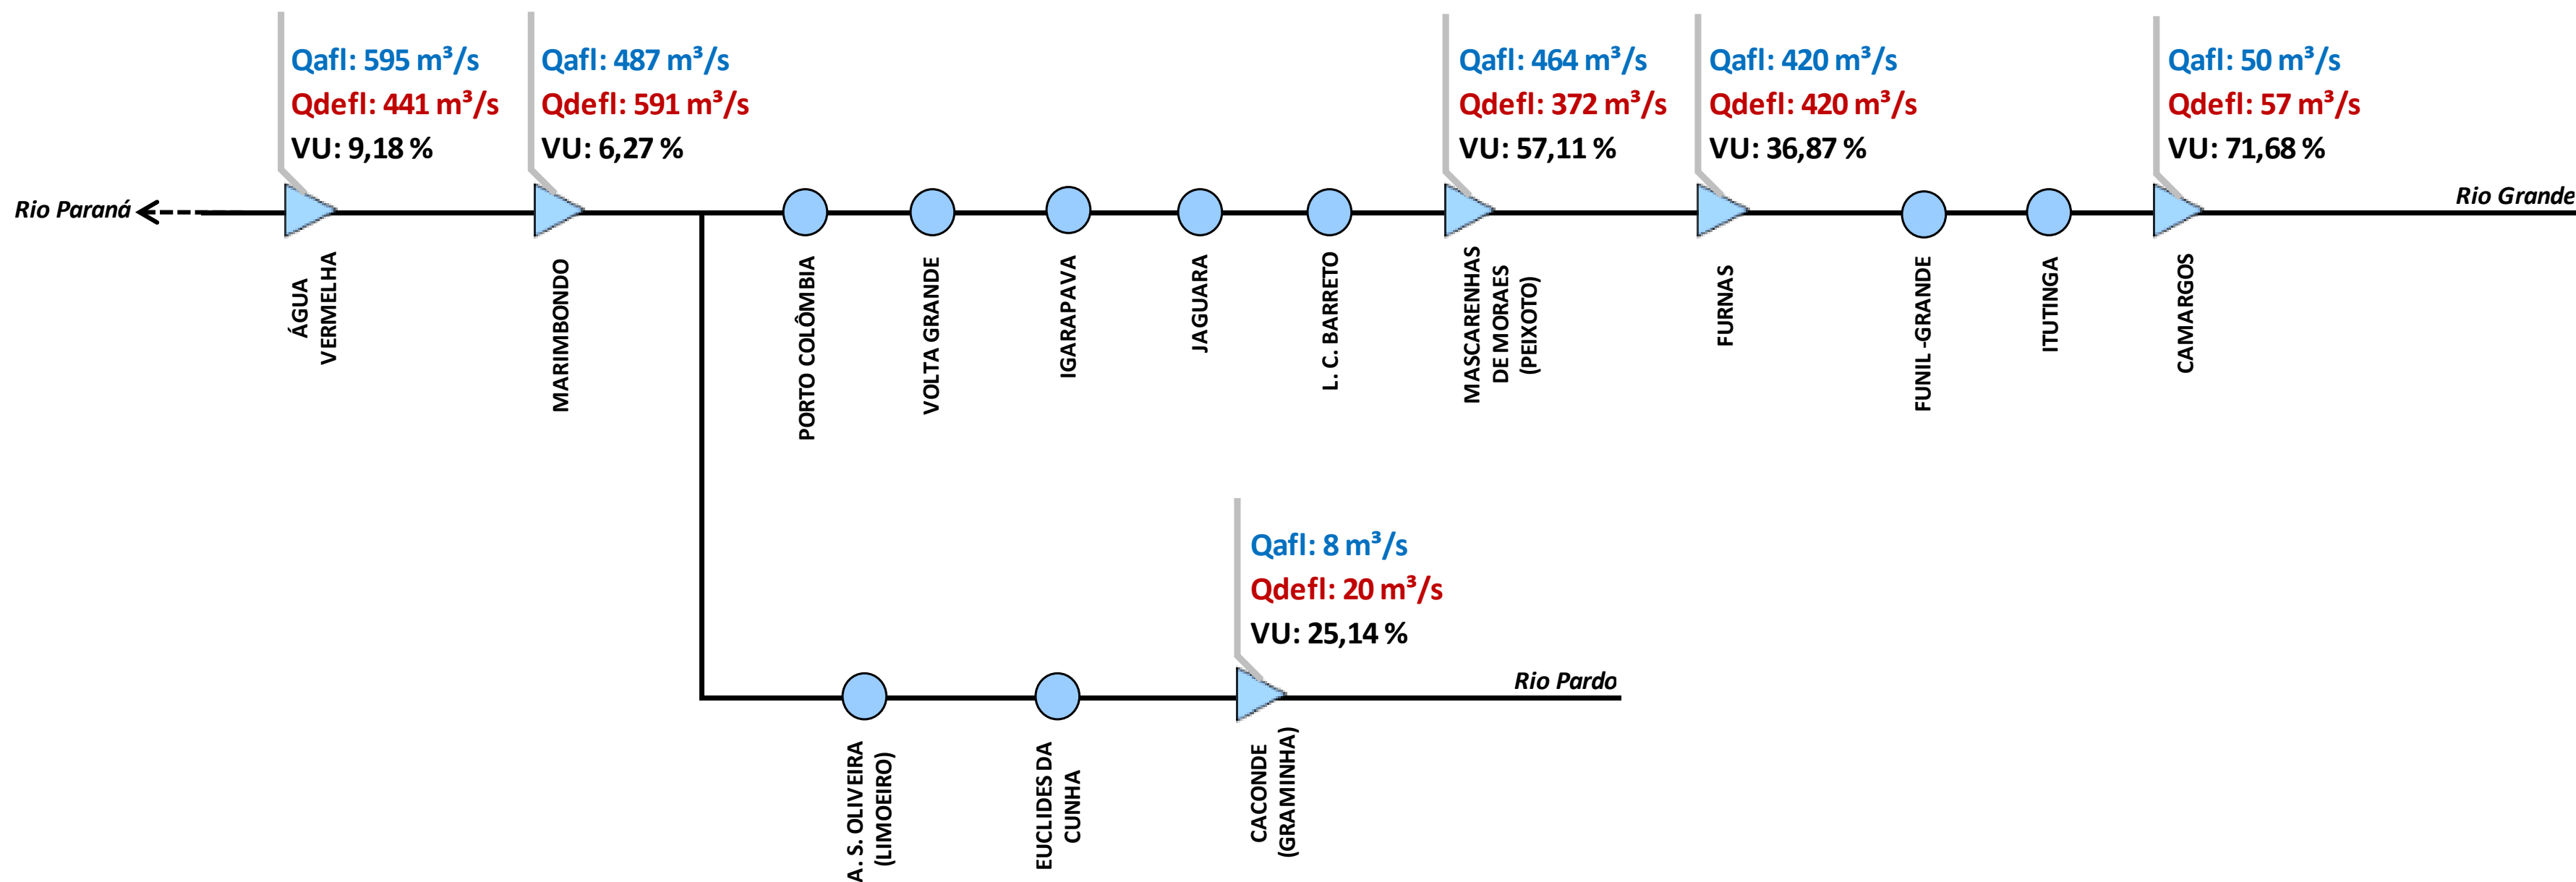 Qafl: 595 m³/s
Qdefl: 441 m³/s
VU: 9,18 %
Qafl: 487 m³/s
Qdefl: 591 m³/s
VU: 6,27 %
Qafl: 464 m³/s
Qdefl: 372 m³/s
VU: 57,11 %
Qafl: 420 m³/s
Qdefl: 420 m³/s
VU: 36,87 %
Qafl: 50 m³/s
Qdefl: 57 m³/s
VU: 71,68 %
Rio Paraná
Rio Grande
ÁGUA
VERMELHA
MARIMBONDO
PORTO COLÔMBIA
VOLTA GRANDE
IGARAPAVA
JAGUARA
L. C. BARRETO
MASCARENHAS
DE MORAES
(PEIXOTO)
FURNAS
FUNIL -GRANDE
ITUTINGA
CAMARGOS
Qafl: 8 m³/s
Qdefl: 20 m³/s
VU: 25,14 %
Rio Pardo
A. S. OLIVEIRA
(LIMOEIRO)
EUCLIDES DA
CUNHA
CACONDE
(GRAMINHA)